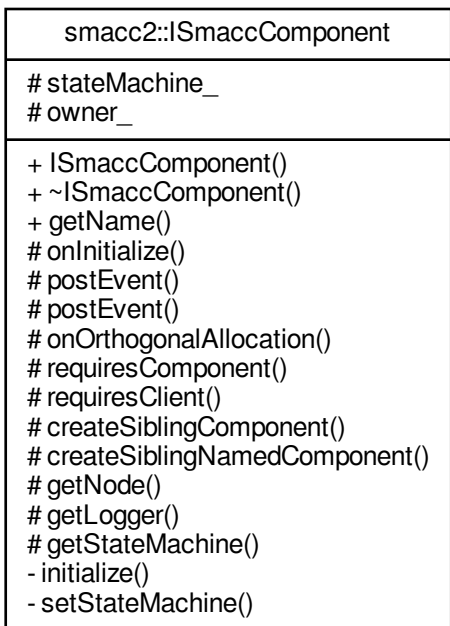 smacc2::ISmaccComponent
# stateMachine_
# owner_
+ ISmaccComponent()
+ ~ISmaccComponent()
+ getName()
# onInitialize()
# postEvent()
# postEvent()
# onOrthogonalAllocation()
# requiresComponent()
# requiresClient()
# createSiblingComponent()
# createSiblingNamedComponent()
# getNode()
# getLogger()
# getStateMachine()
- initialize()
- setStateMachine()